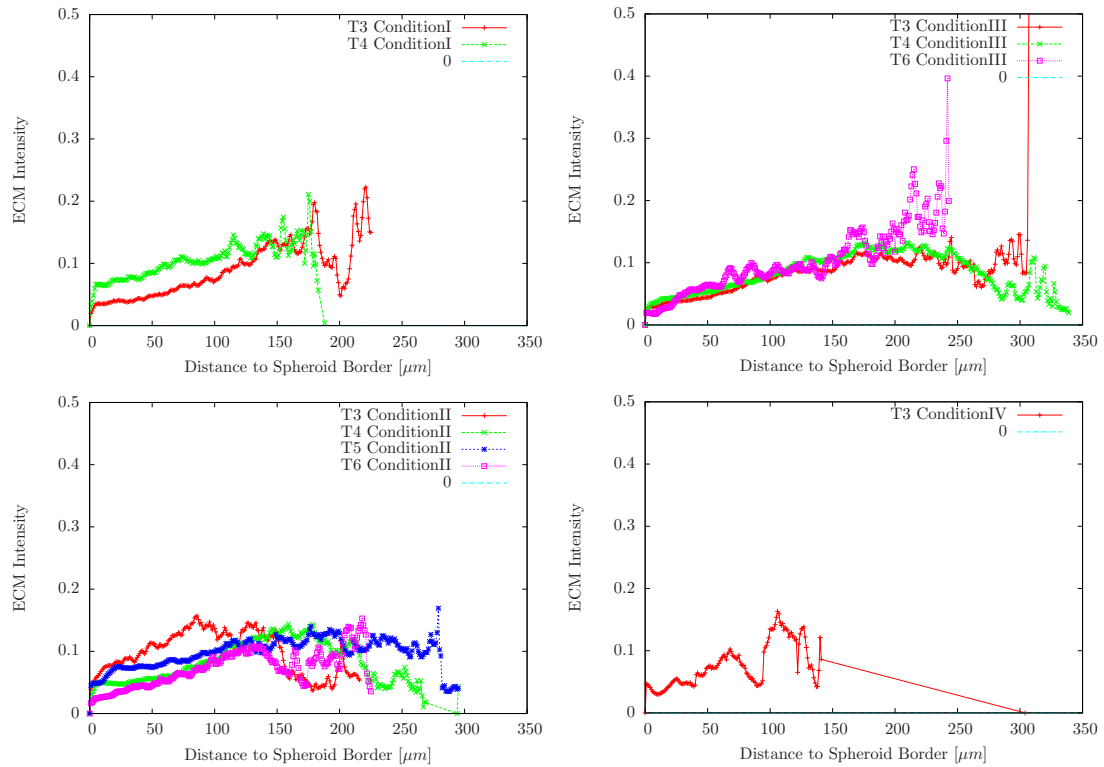 0.5
0.4
0.3
0.2
0.1
0
0 50 100 150 200 250 300 350
ECM Intensity
Distance to Spheroid Border [μm]
T3 ConditionI
T4 ConditionI
0
0.5
0.4
0.3
0.2
0.1
0
0 50 100 150 200 250 300 350
ECM Intensity
Distance to Spheroid Border [μm]
T3 ConditionIII
T4 ConditionIII
T6 ConditionIII
0
0.5
0.4
0.3
0.2
0.1
0
0 50 100 150 200 250 300 350
ECM Intensity
Distance to Spheroid Border [μm]
T3 ConditionII
T4 ConditionII
T5 ConditionII
T6 ConditionII
0
0.5
0.4
0.3
0.2
0.1
0
0 50 100 150 200 250 300 350
ECM Intensity
Distance to Spheroid Border [μm]
T3 ConditionIV
0